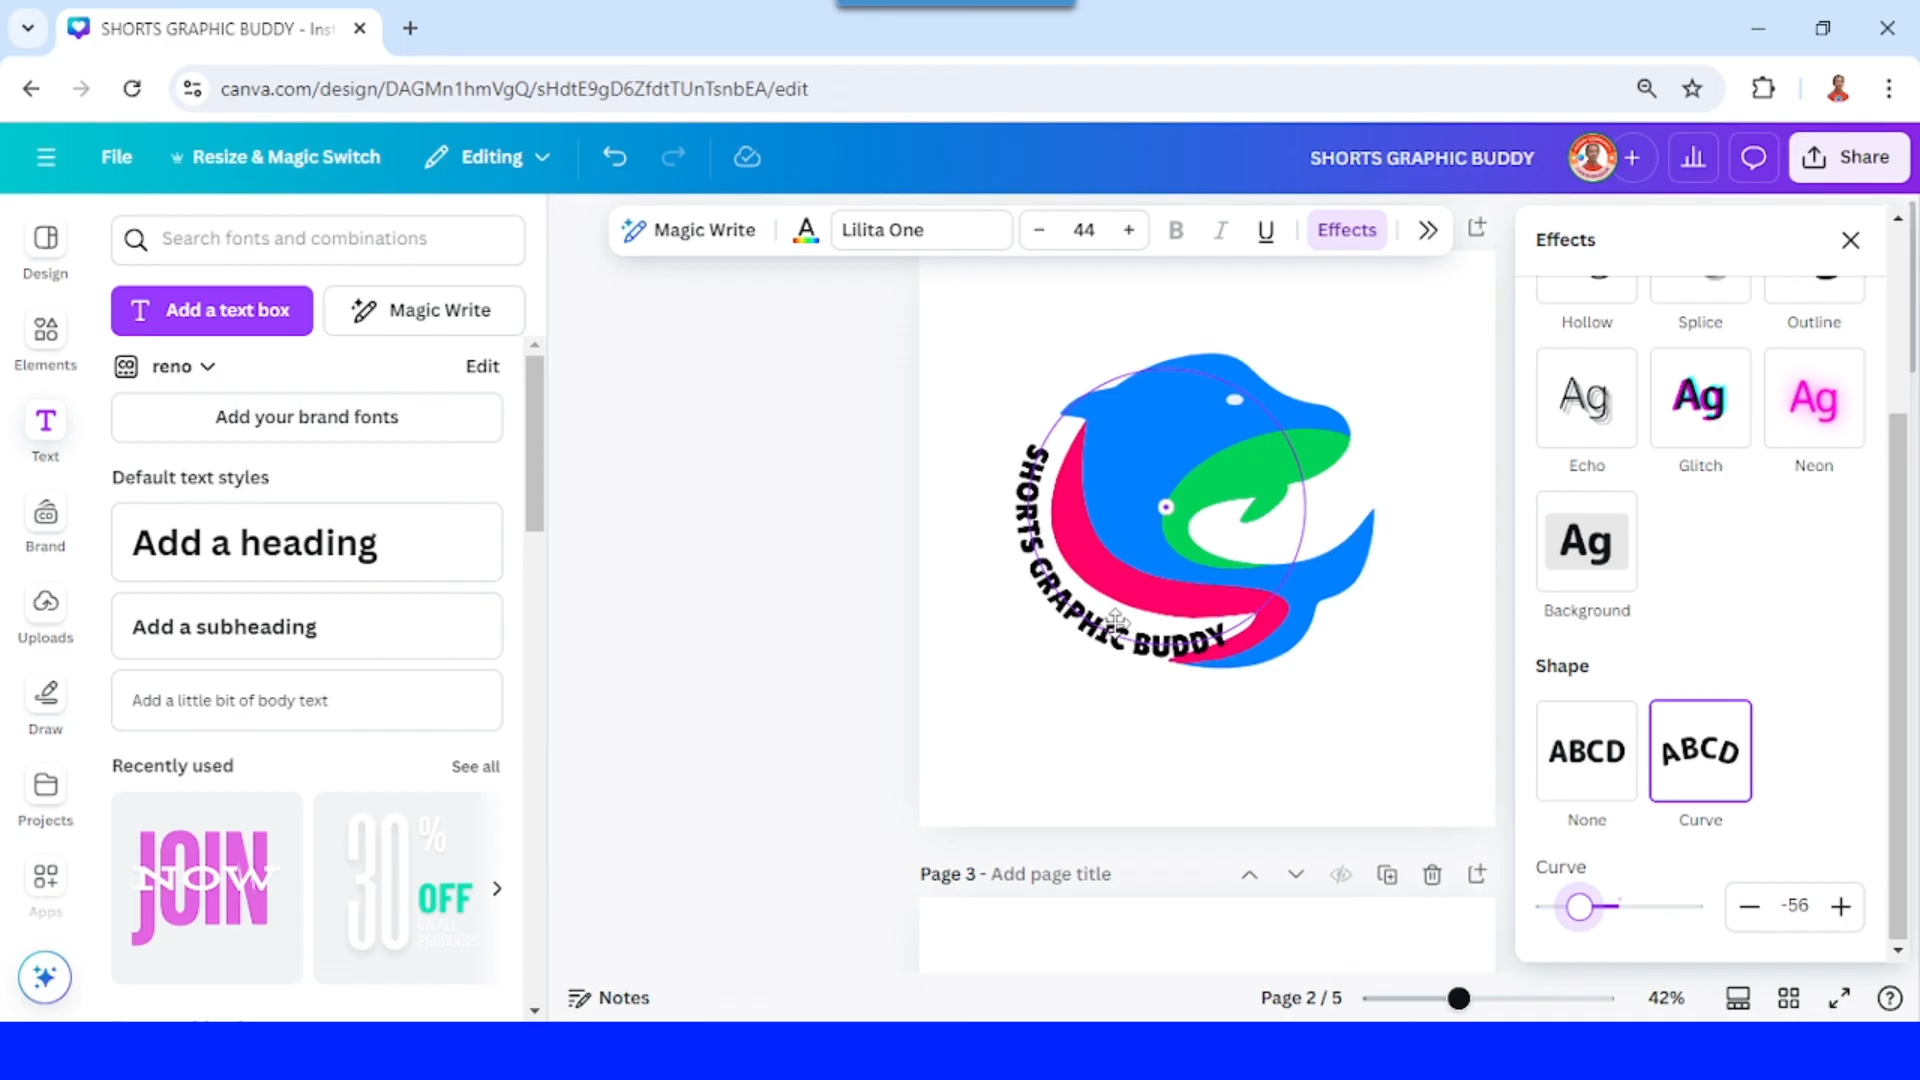 SHORTS GRAPHIC BUDDY - Inst
canva.com/design/DAGMn1hmVgQ/sHdtE9gD6ZfdtTUnTsnbEA/edit
File
Resize & Magic Switch
Editing
SHORTS GRAPHIC BUDDY
Share
Design
Elements
Text
Brand
Uploads
Draw
Projects
Apps
Search fonts and combinations
T Add a text box
Magic Write
reno
Edit
Add your brand fonts
Default text styles
Add a heading
Add a subheading
Add a little bit of body text
Recently used
See all
JOIN
NOW
30%
OFF
ON ALL
PRODUCTS
Magic Write
A
Lilita One
44
B
I
U
Effects
SHORTS GRAPHIC BUDDY
Page 3 - Add page title
Notes
Page 2 / 5
42%
Effects
Hollow
Splice
Outline
Ag
Ag
Ag
Echo
Glitch
Neon
Ag
Background
Shape
ABCD
ABCD
None
Curve
Curve
-56